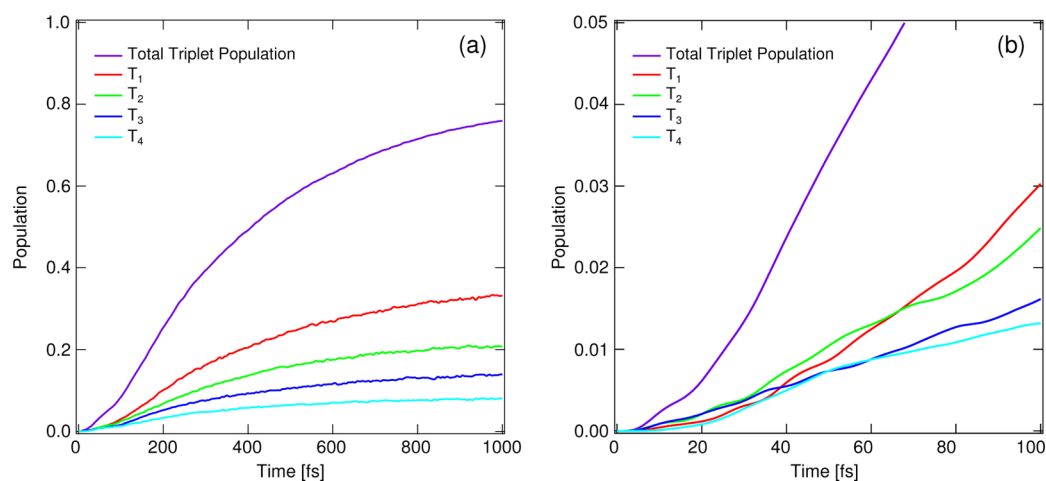 (a)
Total Triplet Population
T1
T2
T3
T4
1.0
0.8
0.6
0.4
0.2
0.0
Population
0
200
400
600
800
1000
Time [fs]
(b)
Total Triplet Population
T1
T2
T3
T4
0.05
0.04
0.03
0.02
0.01
0.00
Population
0
20
40
60
80
100
Time [fs]